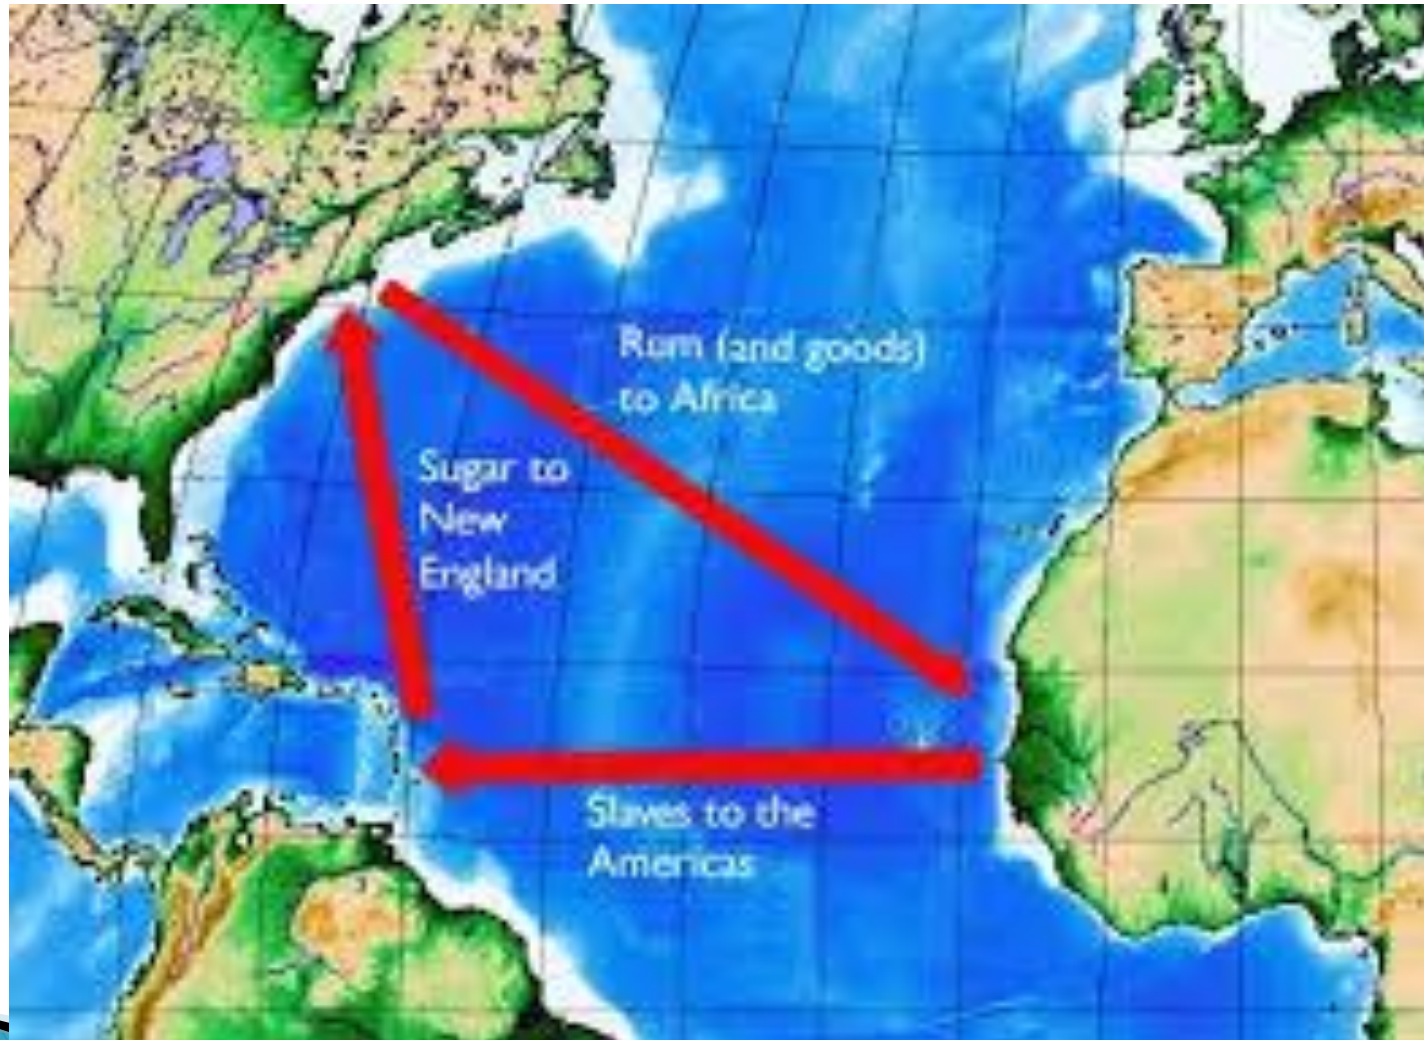 Rum (and goods)
to Africa
Sugar to
New
England
Slaves to the
Americas